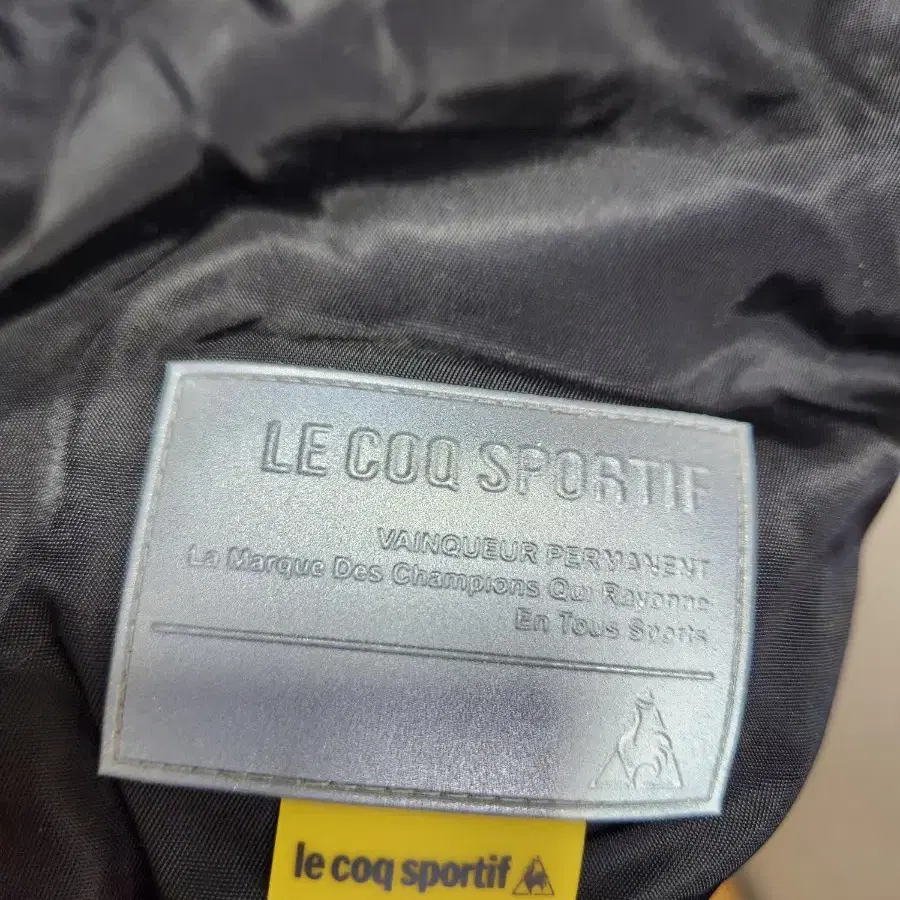 LE COQ SPORTIF
VAINQUEUR PERMANENT
La Marque Des Champions Qui Rayonne
En Tous Sports
le coq sportif